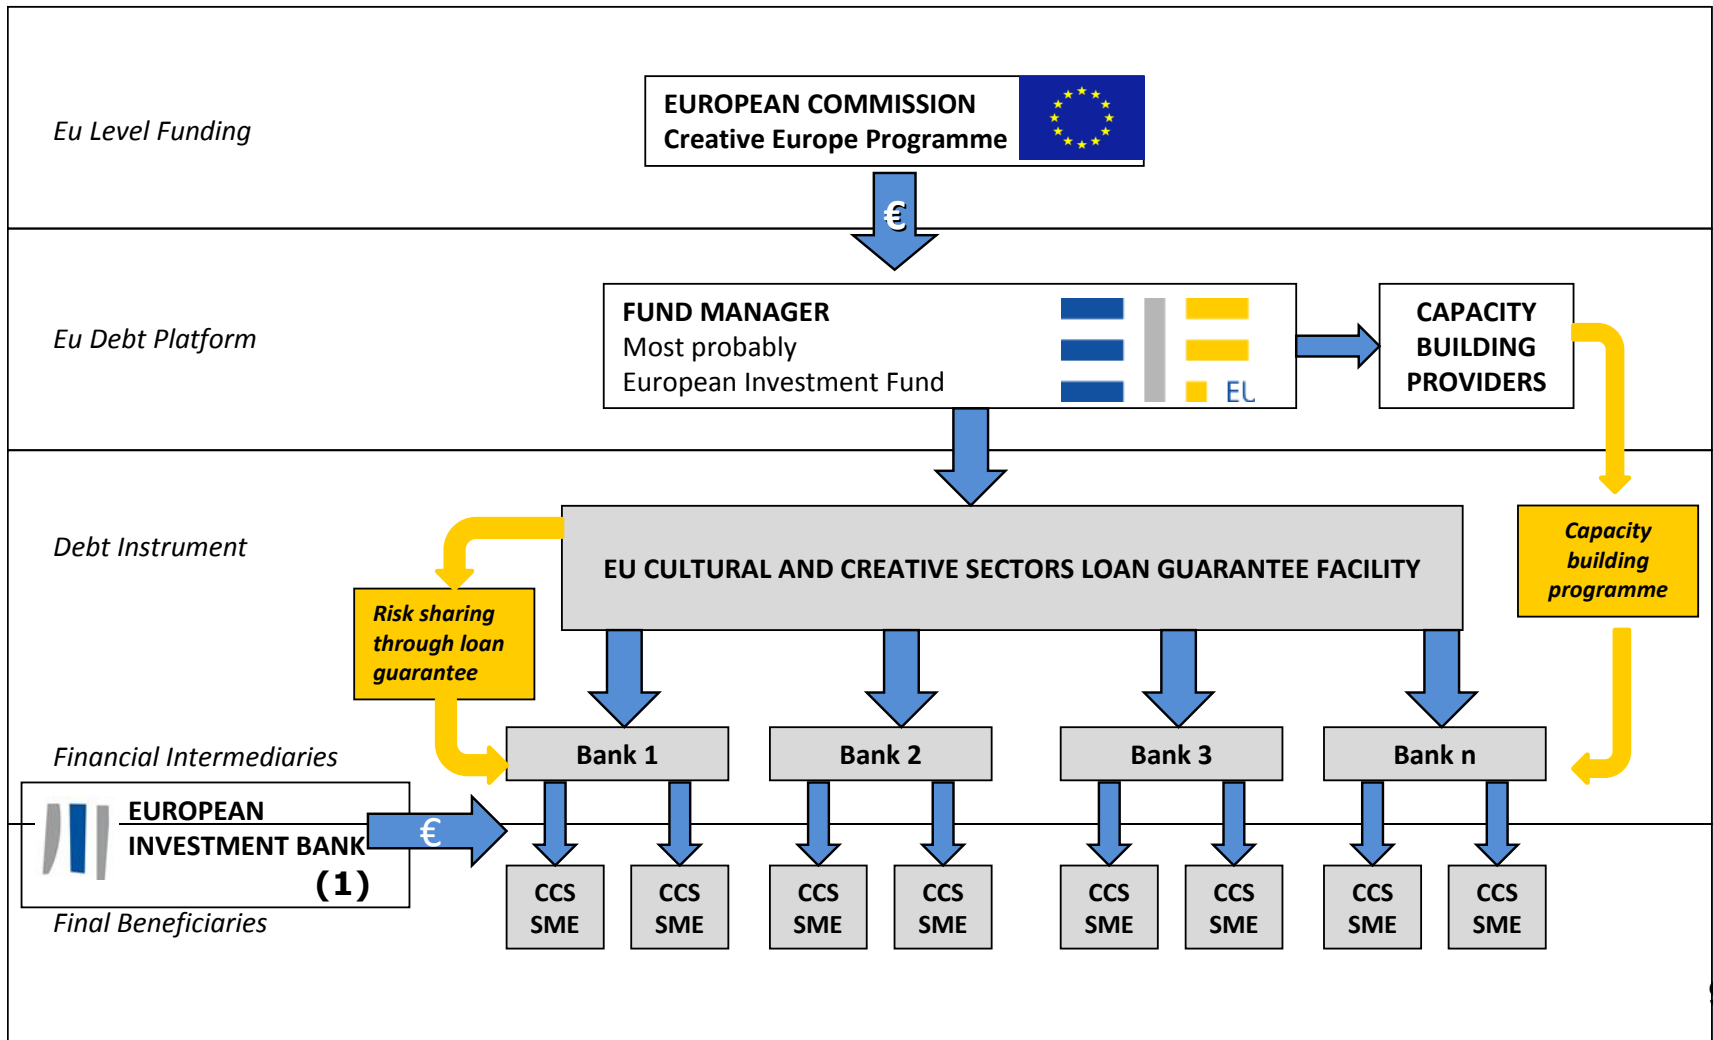 Eu Level Funding
EUROPEAN COMMISSION
Creative Europe Programme
€
Eu Debt Platform
FUND MANAGER
Most probably
European Investment Fund
EU
CAPACITY
BUILDING
PROVIDERS
Debt Instrument
EU CULTURAL AND CREATIVE SECTORS LOAN GUARANTEE FACILITY
Capacity
building
programme
Risk sharing
through loan
guarantee
Financial Intermediaries
Bank 1
Bank 2
Bank 3
Bank n
EUROPEAN
INVESTMENT BANK
(1)
€
Final Beneficiaries
CCS
SME
CCS
SME
CCS
SME
CCS
SME
CCS
SME
CCS
SME
CCS
SME
CCS
SME